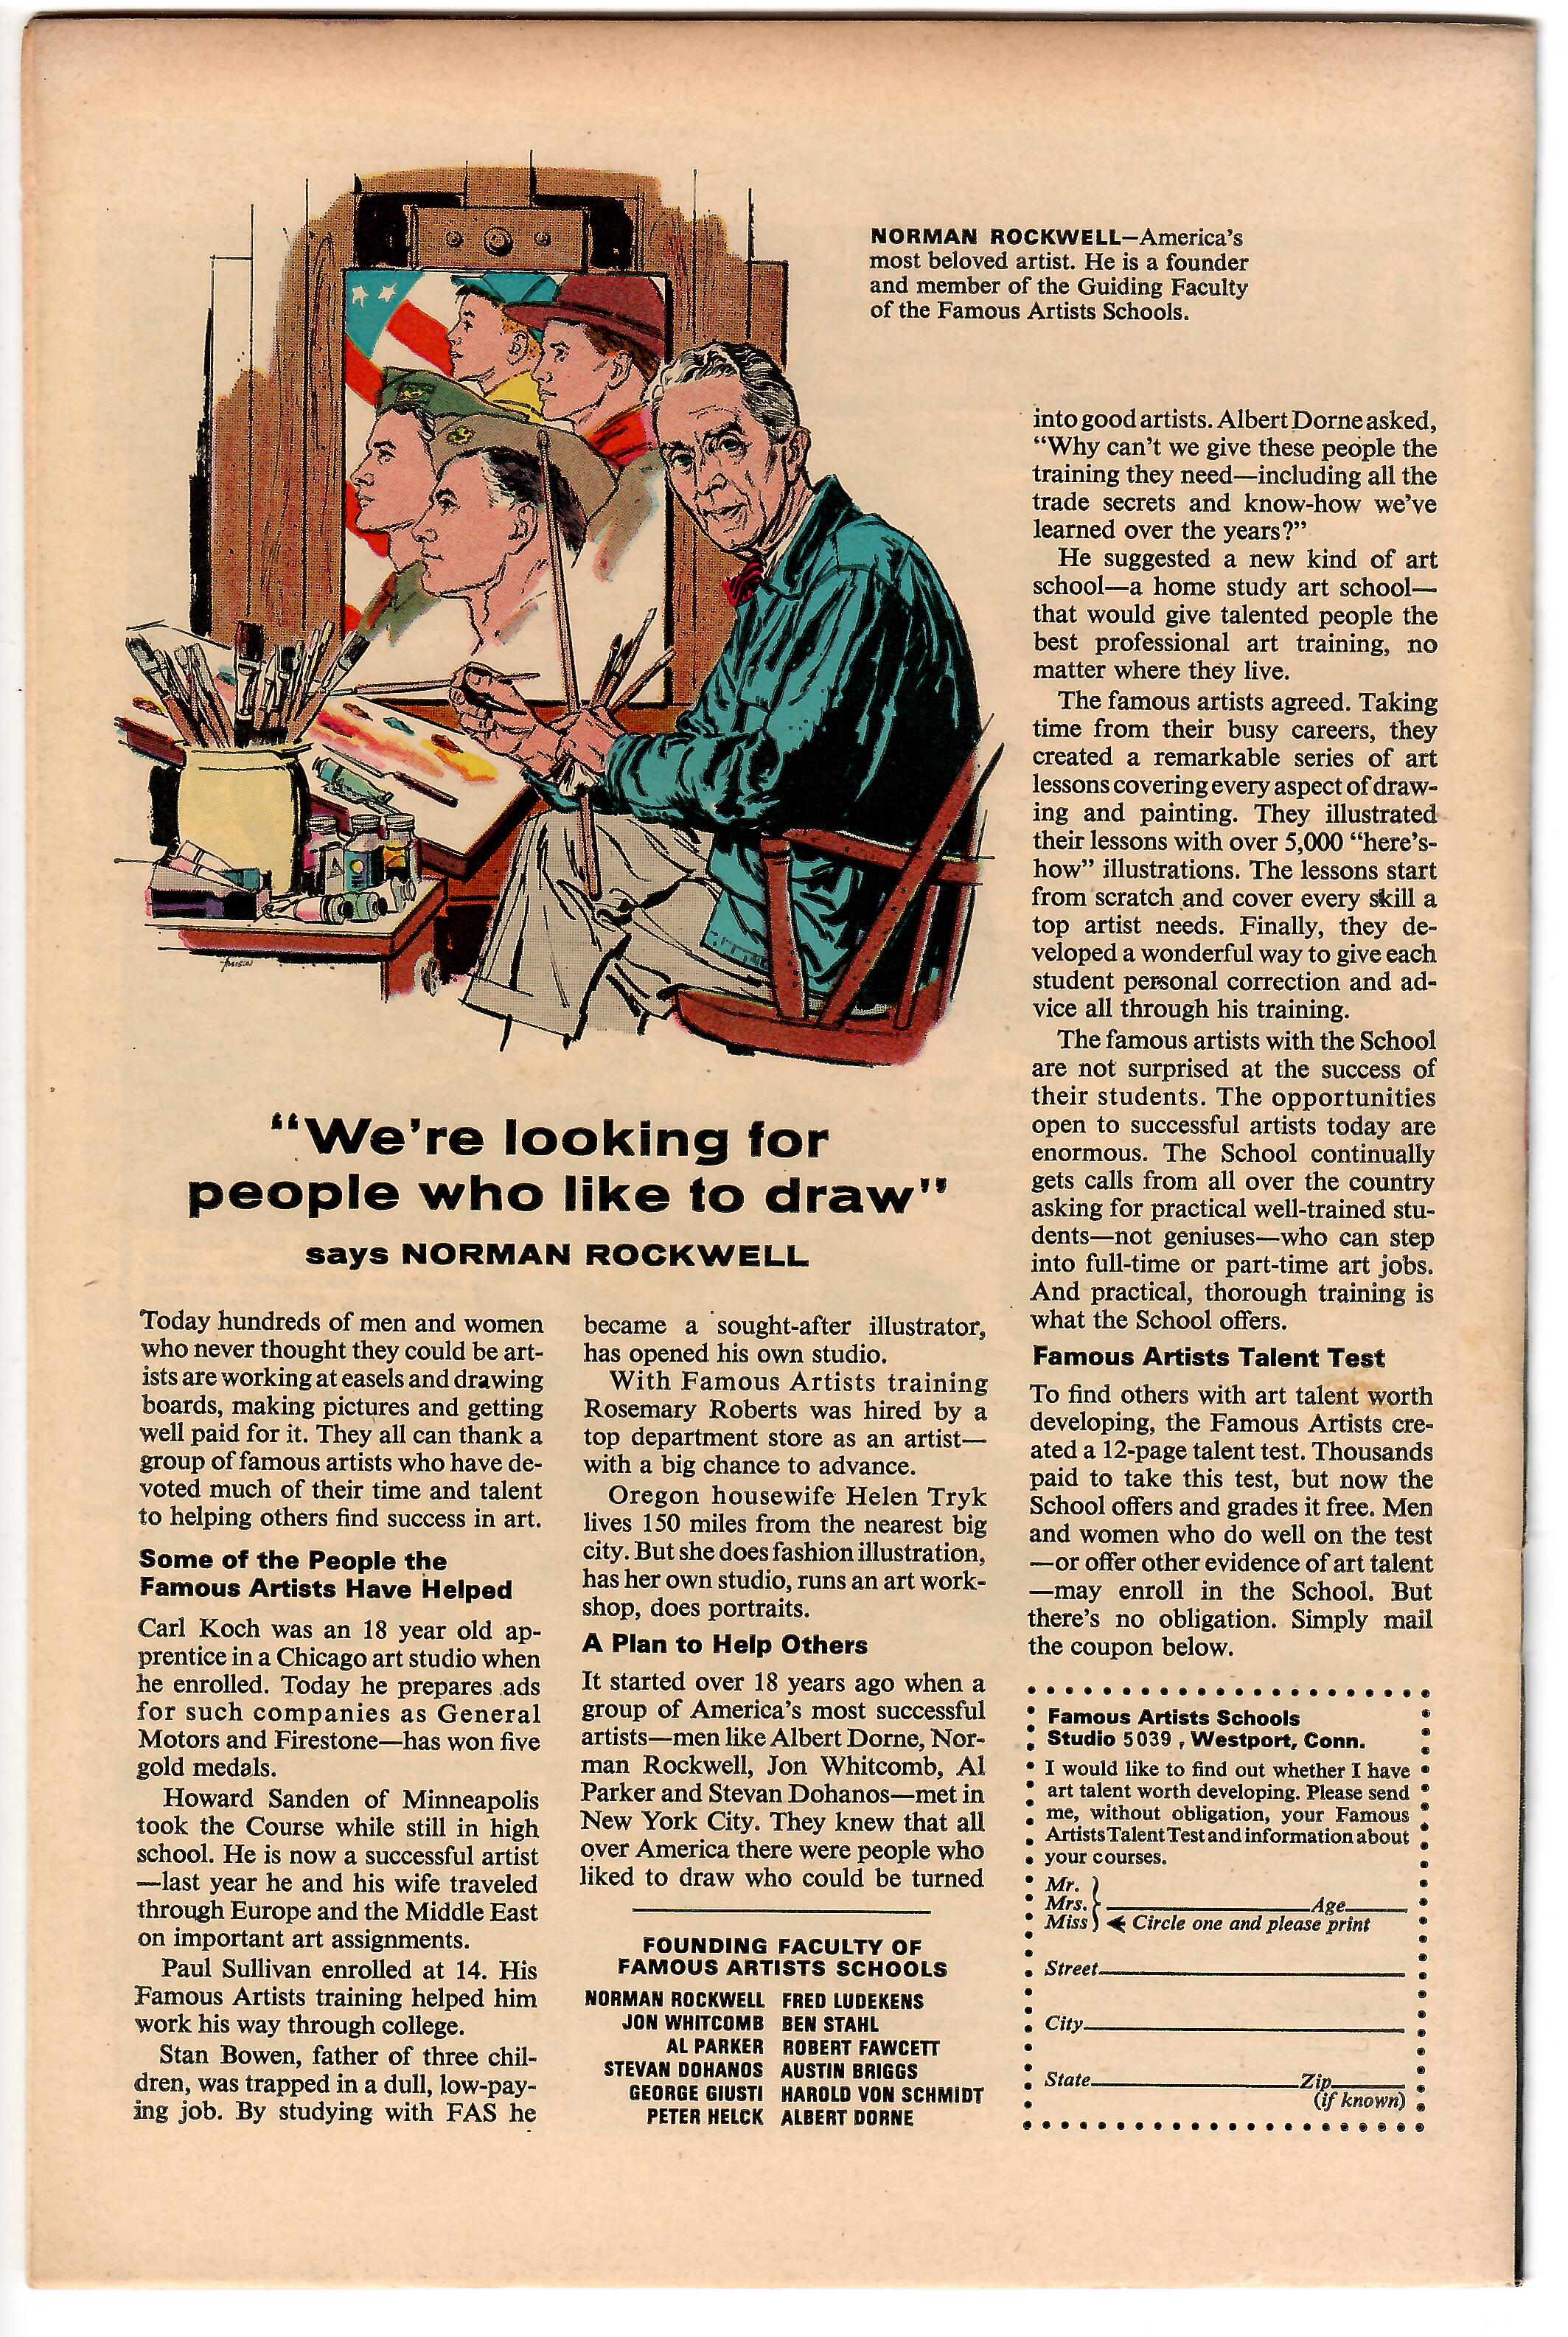 NORMAN ROCKWELL—America's
most beloved artist. He is a founder
and member of the Guiding Faculty
of the Famous Artists Schools.
"We're looking for
people who like to draw"
says NORMAN ROCKWELL
Today hundreds of men and women
who never thought they could be art-
ists are working at easels and drawing
boards, making pictures and getting
well paid for it. They all can thank a
group of famous artists who have de-
voted much of their time and talent
to helping others find success in art.
Some of the People the
Famous Artists Have Helped
Carl Koch was an 18 year old ap-
prentice in a Chicago art studio when
he enrolled. Today he prepares ads
for such companies as General
Motors and Firestone—has won five
gold medals.
Howard Sanden of Minneapolis
took the Course while still in high
school. He is now a successful artist
—last year he and his wife traveled
through Europe and the Middle East
on important art assignments.
Paul Sullivan enrolled at 14. His
Famous Artists training helped him
work his way through college.
Stan Bowen, father of three chil-
dren, was trapped in a dull, low-pay-
ing job. By studying with FAS he
became a sought-after illustrator,
has opened his own studio.
With Famous Artists training
Rosemary Roberts was hired by a
top department store as an artist—
with a big chance to advance.
Oregon housewife Helen Tryk
lives 150 miles from the nearest big
city. But she does fashion illustration,
has her own studio, runs an art work-
shop, does portraits.
A Plan to Help Others
It started over 18 years ago when a
group of America's most successful
artists—men like Albert Dorne, Nor-
man Rockwell, Jon Whitcomb, Al
Parker and Stevan Dohanos—met in
New York City. They knew that all
over America there were people who
liked to draw who could be turned
FOUNDING FACULTY OF
FAMOUS ARTISTS SCHOOLS
NORMAN ROCKWELL FRED LUDEKENS
JON WHITCOMB BEN STAHL
AL PARKER ROBERT FAWCETT
STEVAN DOHANOS AUSTIN BRIGGS
GEORGE GIUSTI HAROLD VON SCHMIDT
PETER HELCK ALBERT DORNE
into good artists. Albert Dorne asked,
"Why can't we give these people the
training they need—including all the
trade secrets and know-how we've
learned over the years?"
He suggested a new kind of art
school—a home study art school—
that would give talented people the
best professional art training, no
matter where they live.
The famous artists agreed. Taking
time from their busy careers, they
created a remarkable series of art
lessons covering every aspect of draw-
ing and painting. They illustrated
their lessons with over 5,000 "here's-
how" illustrations. The lessons start
from scratch and cover every skill a
top artist needs. Finally, they de-
veloped a wonderful way to give each
student personal correction and ad-
vice all through his training.
The famous artists with the School
are not surprised at the success of
their students. The opportunities
open to successful artists today are
enormous. The School continually
gets calls from all over the country
asking for practical well-trained stu-
dents—not geniuses—who can step
into full-time or part-time art jobs.
And practical, thorough training is
what the School offers.
Famous Artists Talent Test
To find others with art talent worth
developing, the Famous Artists cre-
ated a 12-page talent test. Thousands
paid to take this test, but now the
School offers and grades it free. Men
and women who do well on the test
—or offer other evidence of art talent
—may enroll in the School. But
there's no obligation. Simply mail
the coupon below.
Famous Artists Schools
Studio 5039, Westport, Conn.
I would like to find out whether I have
art talent worth developing. Please send
me, without obligation, your Famous
Artists Talent Test and information about
your courses.
Mr.
Mrs. Age
Miss Circle one and please print
Street
City
State Zip
(if known)